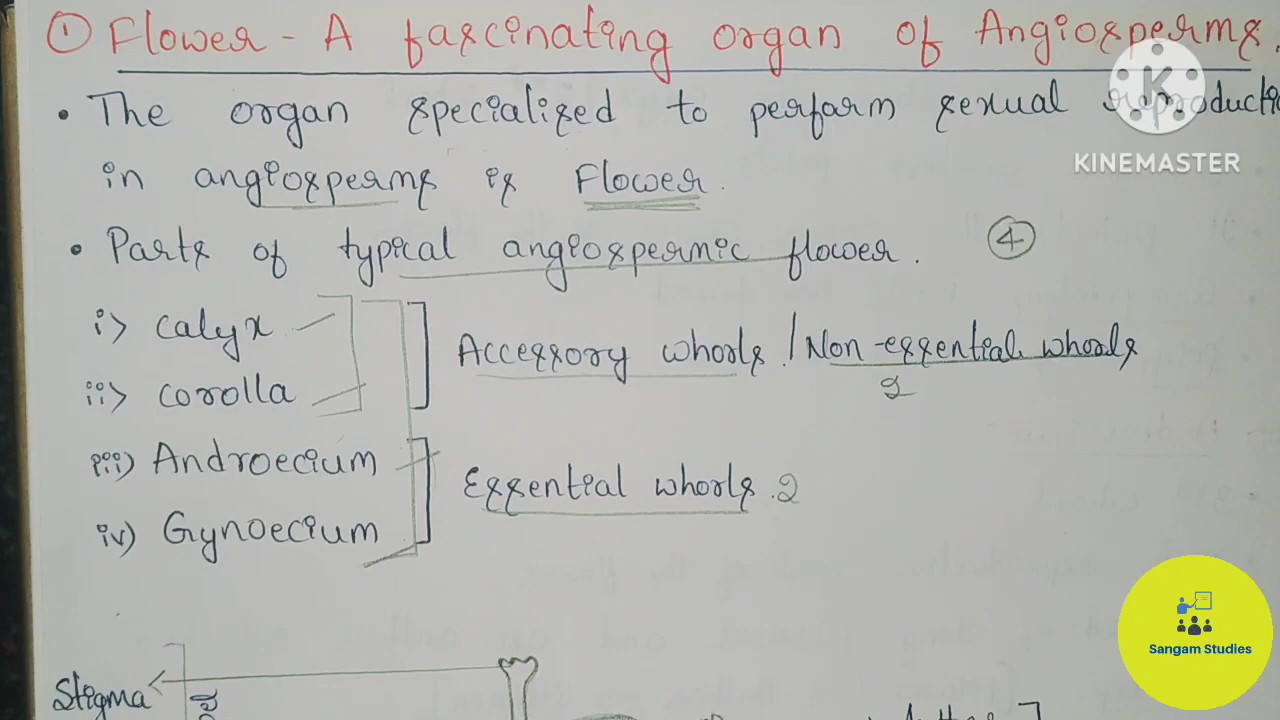 ① Flower - A fascinating organ of Angiosperms.
• The organ specialized to perform sexual reproducti
in angiosperms is Flower.
• Parts of typical angiospermic flower. ④
i> calyx
ii> corolla
Accessory whorls / Non-essential whorls
2
iii) Androecium
iv) Gynoecium
Essential whorls. 2
Stigma
KINEMASTER
Sangam Studies